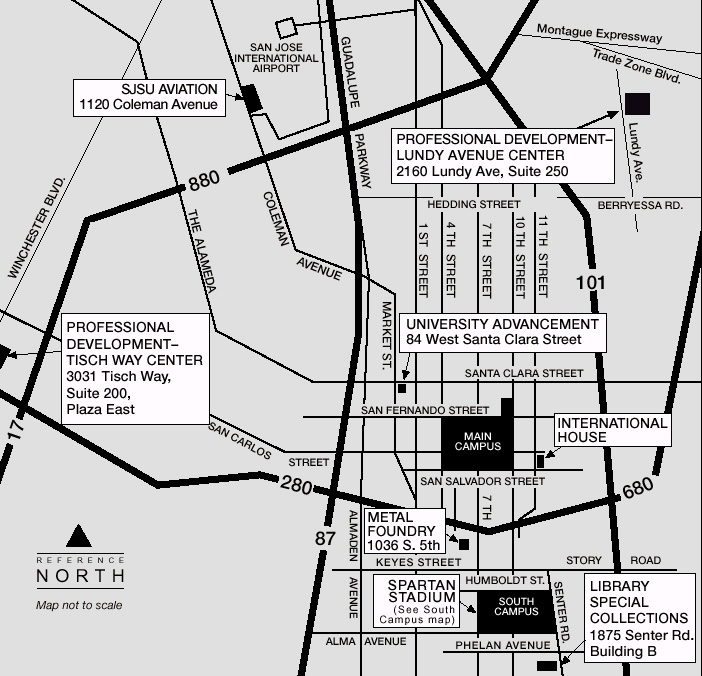 Montague Expressway
Trade Zone Blvd.
SAN JOSE
INTERNATIONAL
AIRPORT
GUADALUPE
PARKWAY
SJSU AVIATION
1120 Coleman Avenue
PROFESSIONAL DEVELOPMENT–
LUNDY AVENUE CENTER
2160 Lundy Ave, Suite 250
Lundy Ave.
880
WINCHESTER BLVD.
THE ALAMEDA
COLEMAN
AVENUE
HEDDING STREET
BERRYESSA RD.
1 ST STREET
4 TH STREET
7 TH STREET
10 TH STREET
11 TH STREET
101
MARKET ST.
PROFESSIONAL
DEVELOPMENT–
TISCH WAY CENTER
3031 Tisch Way,
Suite 200,
Plaza East
UNIVERSITY ADVANCEMENT
84 West Santa Clara Street
SANTA CLARA STREET
SAN FERNANDO STREET
17
SAN CARLOS
STREET
MAIN
CAMPUS
INTERNATIONAL
HOUSE
SAN SALVADOR STREET
280
680
7 TH
87
ALMADEN
AVENUE
METAL
FOUNDRY
1036 S. 5th
KEYES STREET
STORY ROAD
REFERENCE
NORTH
Map not to scale
SPARTAN
STADIUM
(See South
Campus map)
HUMBOLDT ST.
SOUTH
CAMPUS
SENTER RD.
LIBRARY
SPECIAL
COLLECTIONS
1875 Senter Rd.
Building B
ALMA AVENUE
PHELAN AVENUE